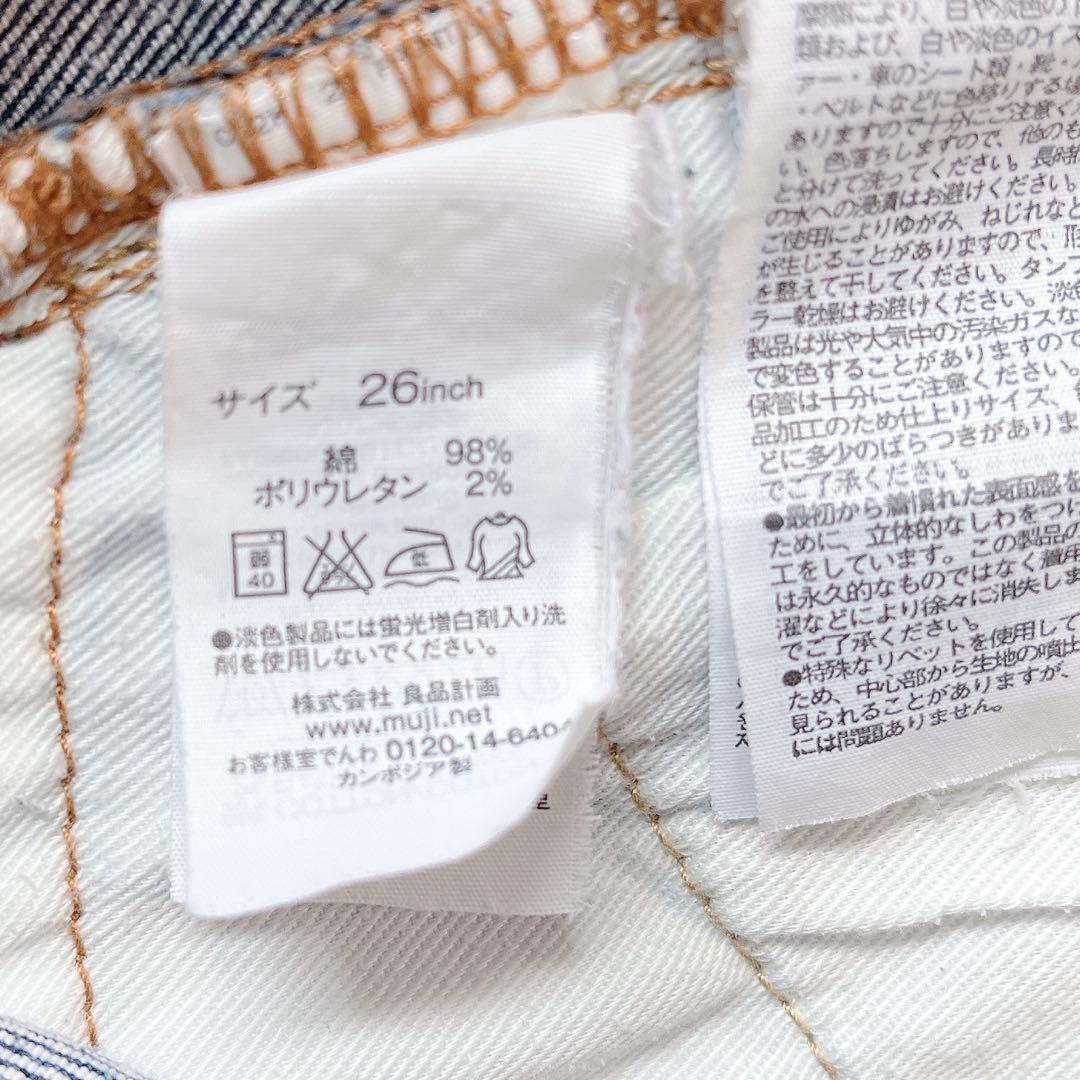 サイズ 26inch
綿 98%
ポリウレタン 2%
弱
40
低
●淡色製品には蛍光増白剤入り洗
剤を使用しないでください。
株式会社 良品計画
www.muji.net
お客様室でんわ 0120-14-640
カンボジア製
類および、白や淡色のイ
アー・車のシート類・靴・
・ベルトなどに色移りする場
ありますので十分にご注意く
い。色落ちしますので、他のも
と分けて洗ってください。長時
の水への浸漬はお避けください。
ご使用によりゆがみ、ねじれなど
が生じることがありますので、形
を整えて干してください。タンブ
ラー乾燥はお避けください。淡色
製品は光や大気中の汚染ガスな
で変色することがありますので
保管は十分にご注意ください。
品加工のため仕上りサイズ、
どに多少のばらつきがありま
でご了承ください。
●最初から着慣れた表面感を
ために、立体的なしわをつけ
工をしています。この製品の
は永久的なものではなく着用
濯などにより徐々に消失しま
でご了承ください。
●特殊なリベットを使用して
ため、中心部から生地の噴出
見られることがありますが、
には問題ありません。